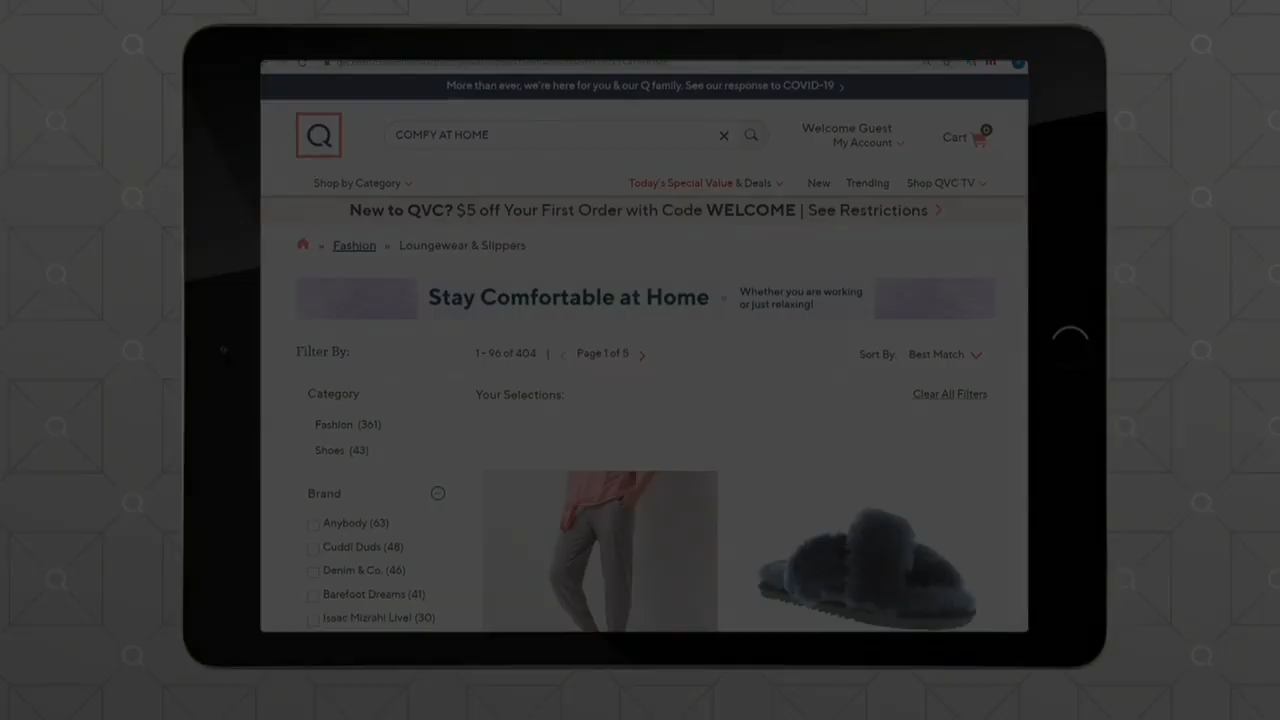 More than ever, we're here for you & our Q family. See our response to COVID-19
Q
COMFY AT HOME
Welcome Guest
My Account
Cart 0
Shop by Category
Today's Special Value & Deals
New
Trending
Shop QVC TV
New to QVC? $5 off Your First Order with Code WELCOME | See Restrictions
» Fashion » Loungewear & Slippers
Stay Comfortable at Home
Whether you are working
or just relaxing!
Filter By:
1 - 96 of 404 | Page 1 of 5
Sort By: Best Match
Category
Your Selections:
Clear All Filters
Fashion (361)
Shoes (43)
Brand
Anybody (63)
Cuddl Duds (48)
Denim & Co. (46)
Barefoot Dreams (41)
Isaac Mizrahi Live! (30)